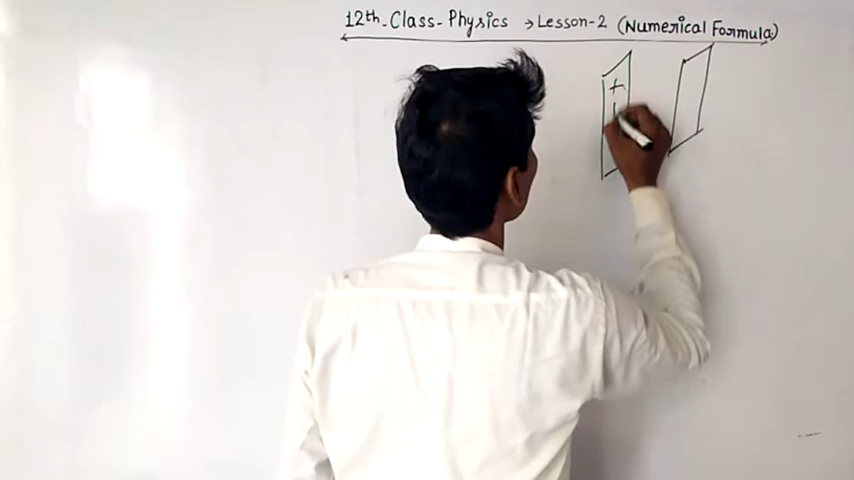 12th-Class-Physics → Lesson-2 (Numerical Formula)
+